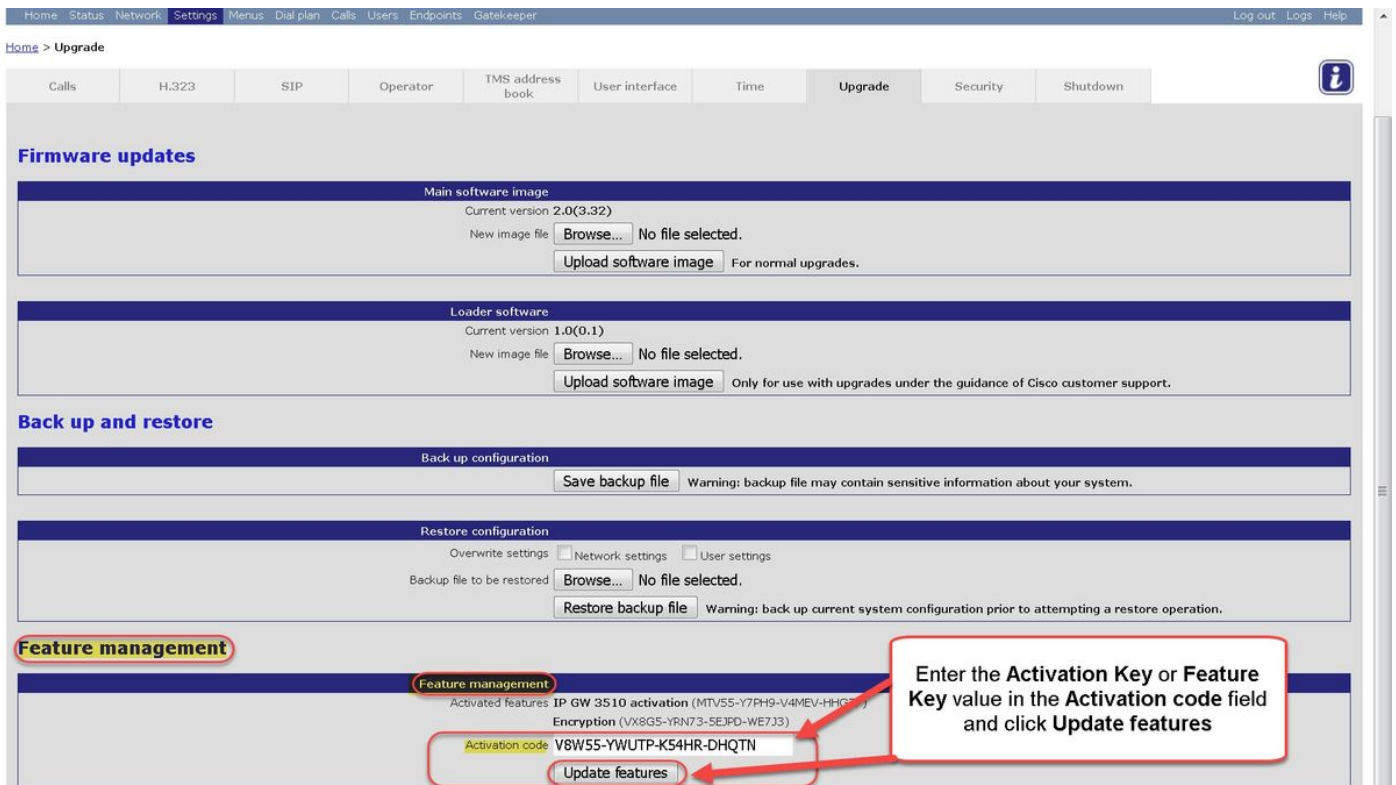 Home Status Network Settings Menus Dial plan Calls Users Endpoints Gatekeeper Log out Logs Help
Home > Upgrade
Calls H.323 SIP Operator TMS address book User interface Time Upgrade Security Shutdown
i
Firmware updates
Main software image
Current version 2.0(3.32)
New image file Browse... No file selected.
Upload software image For normal upgrades.
Loader software
Current version 1.0(0.1)
New image file Browse... No file selected.
Upload software image Only for use with upgrades under the guidance of Cisco customer support.
Back up and restore
Back up configuration
Save backup file Warning: backup file may contain sensitive information about your system.
Restore configuration
Overwrite settings Network settings User settings
Backup file to be restored Browse... No file selected.
Restore backup file Warning: back up current system configuration prior to attempting a restore operation.
Feature management
Feature management
Activated features IP GW 3510 activation
Encryption (VX8G5-YRN73-5EJPD-WE7J3)
Activation code V8W55-YWUTP-K54HR-DHQTN
Update features
Enter the Activation Key or Feature
Key value in the Activation code field
and click Update features